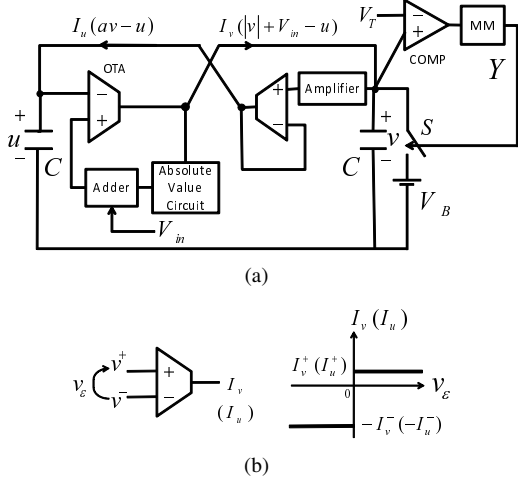 I_u(av−u)
I_v(|v|+V_in−u)
V_T
−
+
COMP
MM
Y
OTA
−
+
+
−
Amplifier
+
u
−
C
+
v
−
C
S
V_B
Adder
Absolute
Value
Circuit
V_in
(a)
v_ε
v^+
v^−
+
−
I_v
(I_u)
I_v(I_u)
I_v^+(I_u^+)
0
v_ε
−I_v^−(−I_u^−)
(b)